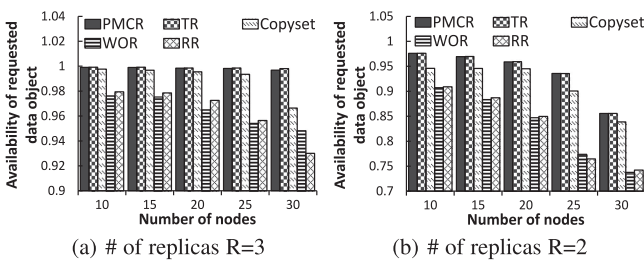 1.04
1.02
1
0.98
0.96
0.94
0.92
0.9
Availability of requested
data object
PMCR TR Copyset
WOR RR
10 15 20 25 30
Number of nodes
(a) # of replicas R=3
1.05
1
0.95
0.9
0.85
0.8
0.75
0.7
Availability of requested
data object
PMCR TR Copyset
WOR RR
10 15 20 25 30
Number of nodes
(b) # of replicas R=2